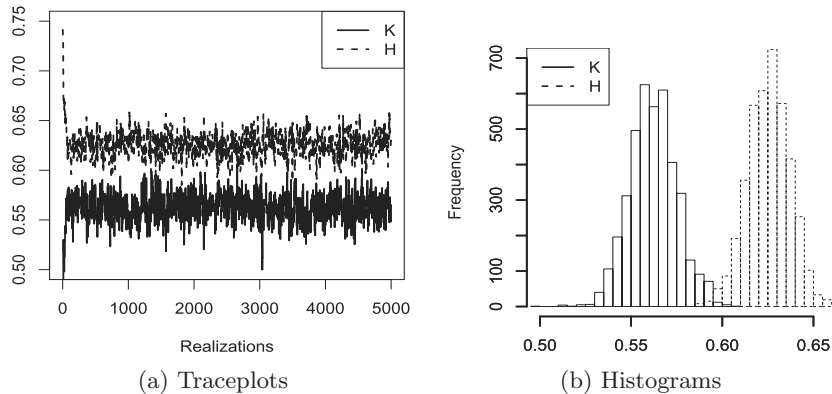 0.75
0.70
0.65
0.60
0.55
0.50
K
H
0 1000 2000 3000 4000 5000
Realizations
(a) Traceplots
Frequency
700
500
300
100
0
K
H
0.50 0.55 0.60 0.65
(b) Histograms